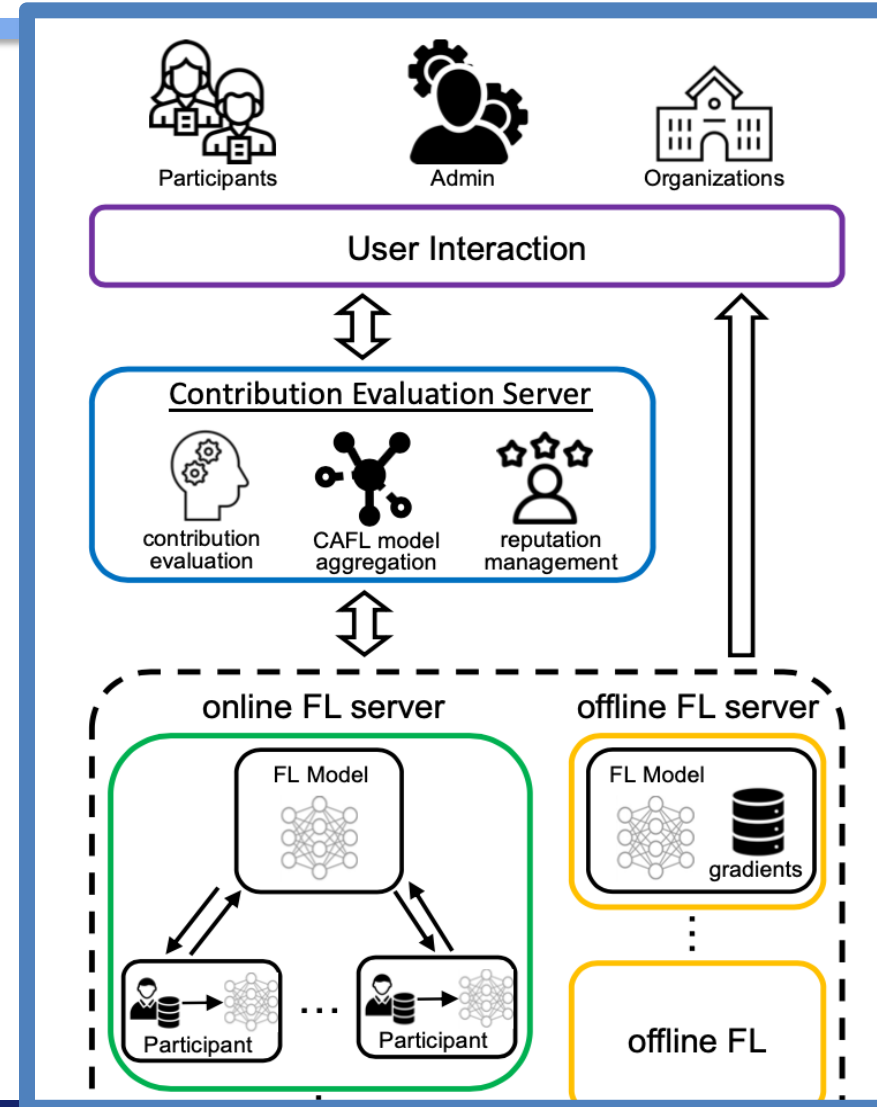 Participants
Admin
Organizations
User Interaction
Contribution Evaluation Server
contribution
evaluation
CAFL model
aggregation
reputation
management
online FL server
offline FL server
FL Model
FL Model
gradients
Participant
...
Participant
offline FL